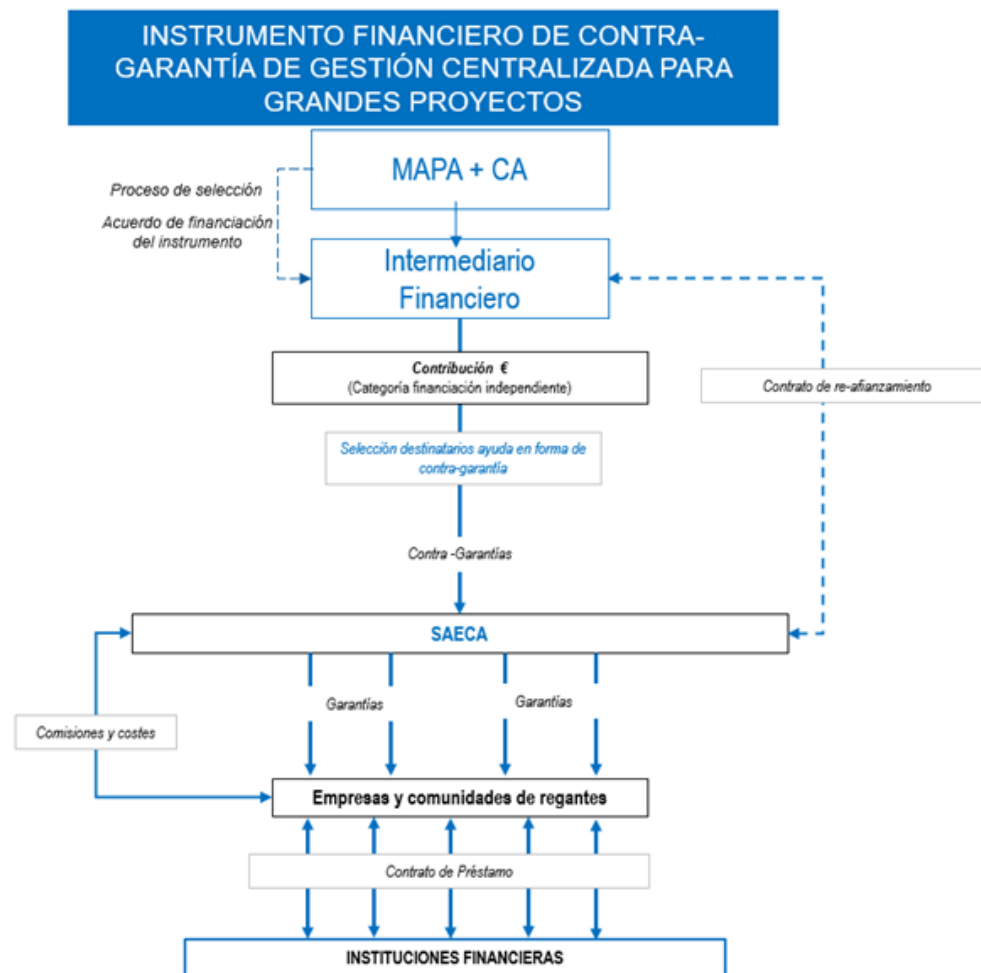 INSTRUMENTO FINANCIERO DE CONTRA-
GARANTÍA DE GESTIÓN CENTRALIZADA PARA
GRANDES PROYECTOS
MAPA + CA
Proceso de selección
Acuerdo de financiación
del instrumento
Intermediario
Financiero
Contribución €
(Categoría financiación independiente)
Contrato de re-afianzamiento
Selección destinatarios ayuda en forma de
contra-garantía
Contra -Garantías
SAECA
Garantías
Garantías
Comisiones y costes
Empresas y comunidades de regantes
Contrato de Préstamo
INSTITUCIONES FINANCIERAS